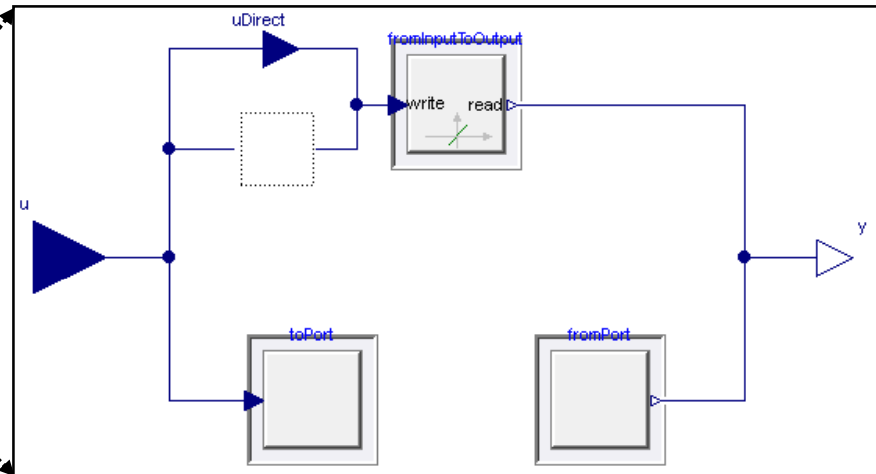 uDirect
fromInputToOutput
write read
u
y
toPort
fromPort